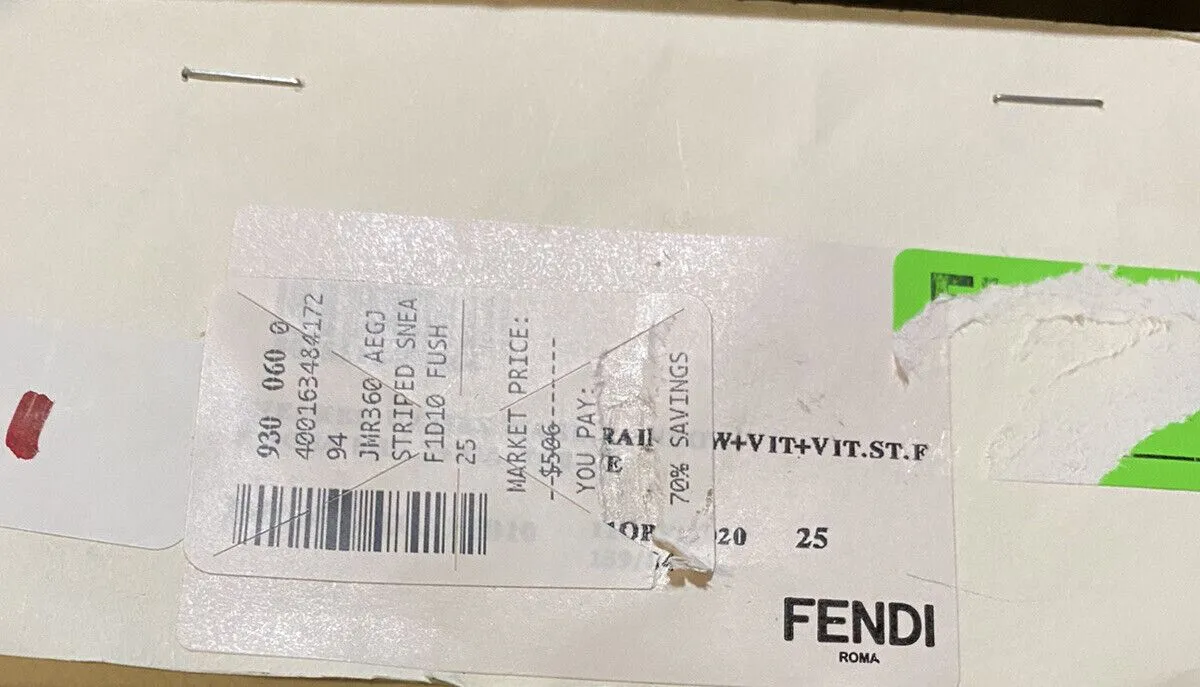 930 060 0
400163484172
94
JMR360 AEGJ
STRIPED SNEA
F1D10 FUSH
25
MARKET PRICE:
--$506-------
YOU PAY:
70% SAVINGS
W+VIT+VIT.ST.F
E
20 25
FENDI
ROMA